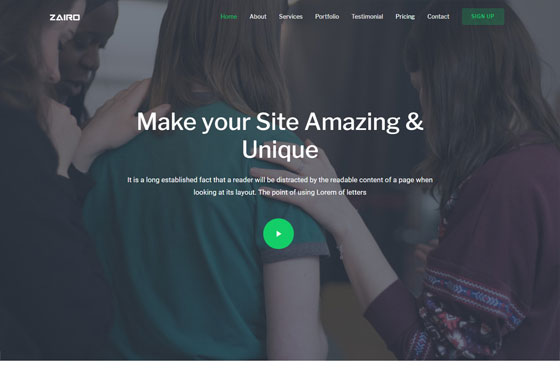 ZAIRO
Home About Services Portfolio Testimonial Pricing Contact SIGN UP
Make your Site Amazing &
Unique
It is a long established fact that a reader will be distracted by the readable content of a page when
looking at its layout. The point of using Lorem of letters